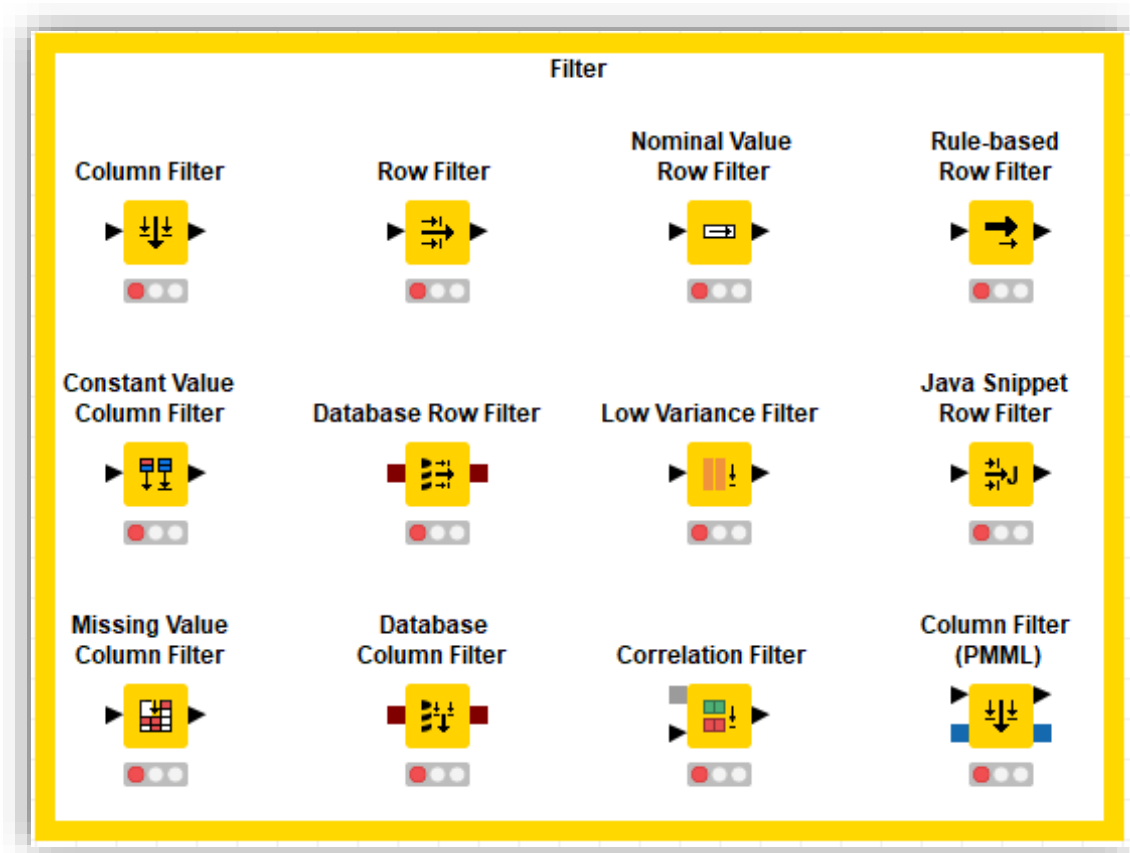 Filter
Column Filter
Row Filter
Nominal Value
Row Filter
Rule-based
Row Filter
Constant Value
Column Filter
Database Row Filter
Low Variance Filter
Java Snippet
Row Filter
J
Missing Value
Column Filter
Database
Column Filter
Correlation Filter
Column Filter
(PMML)